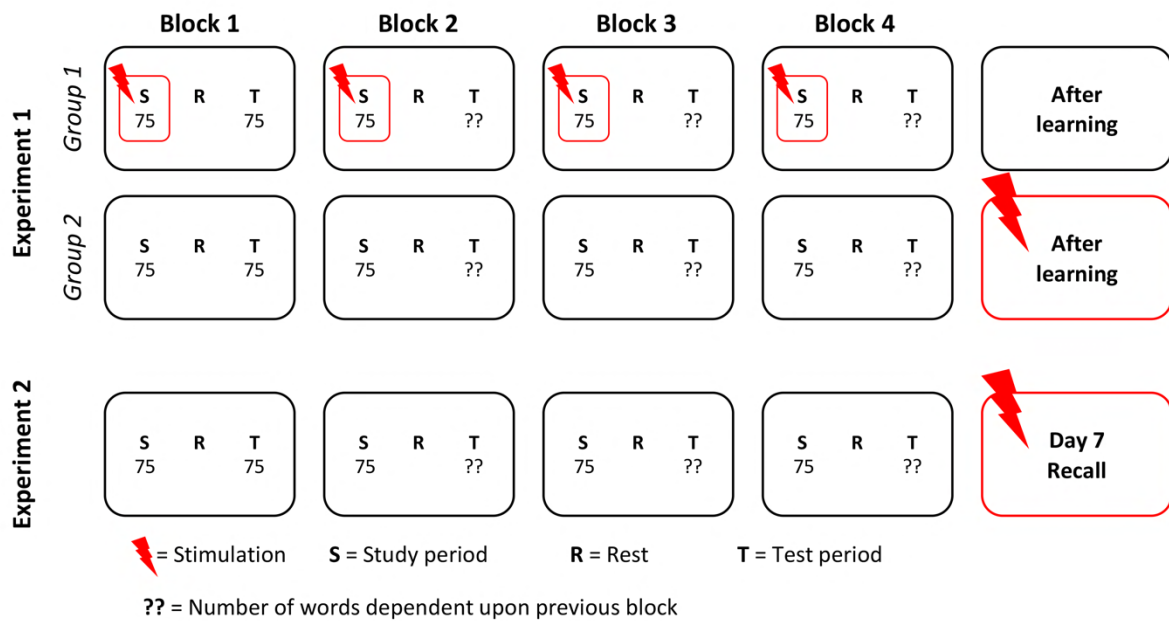 Block 1 Block 2 Block 3 Block 4
Experiment 1
Group 1
S R T S R T S R T S R T
75 75 75 ?? 75 ?? 75 ??
After
learning
Group 2
S R T S R T S R T S R T
75 75 75 ?? 75 ?? 75 ??
After
learning
Experiment 2
S R T S R T S R T S R T
75 75 75 ?? 75 ?? 75 ??
Day 7
Recall
= Stimulation S = Study period R = Rest T = Test period
?? = Number of words dependent upon previous block